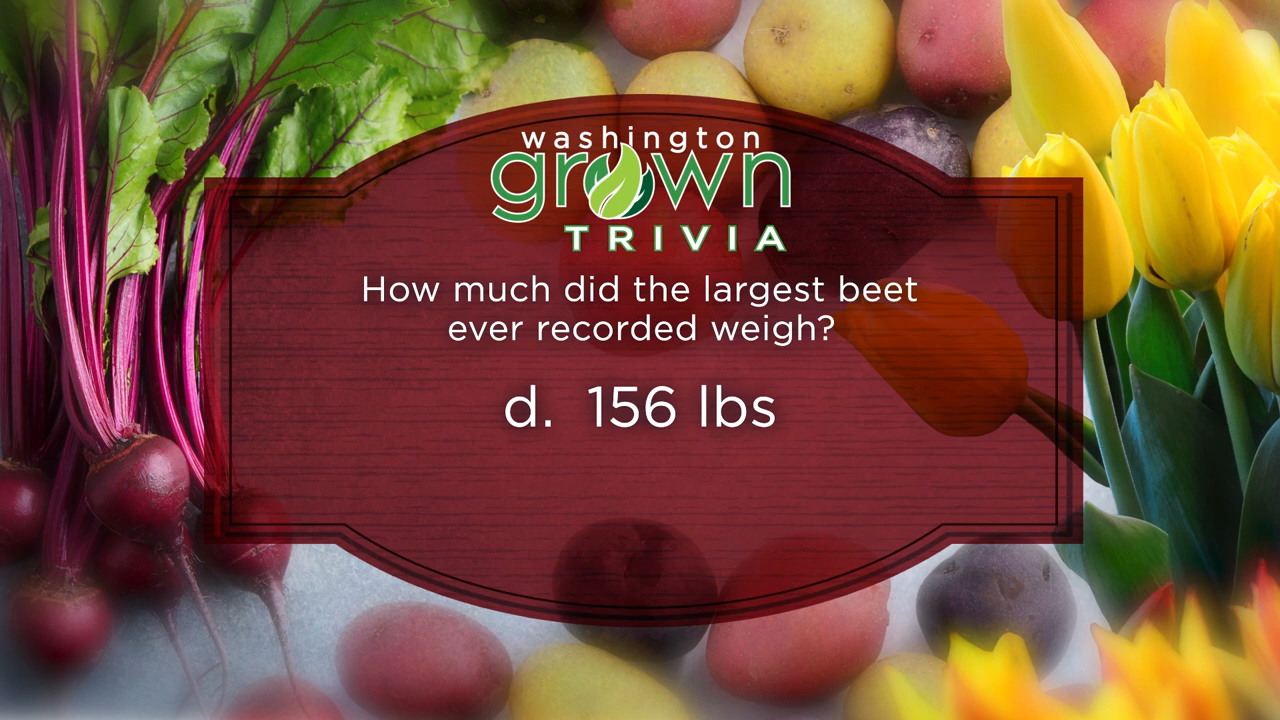 washington
grown
TRIVIA
How much did the largest beet
ever recorded weigh?
d. 156 lbs